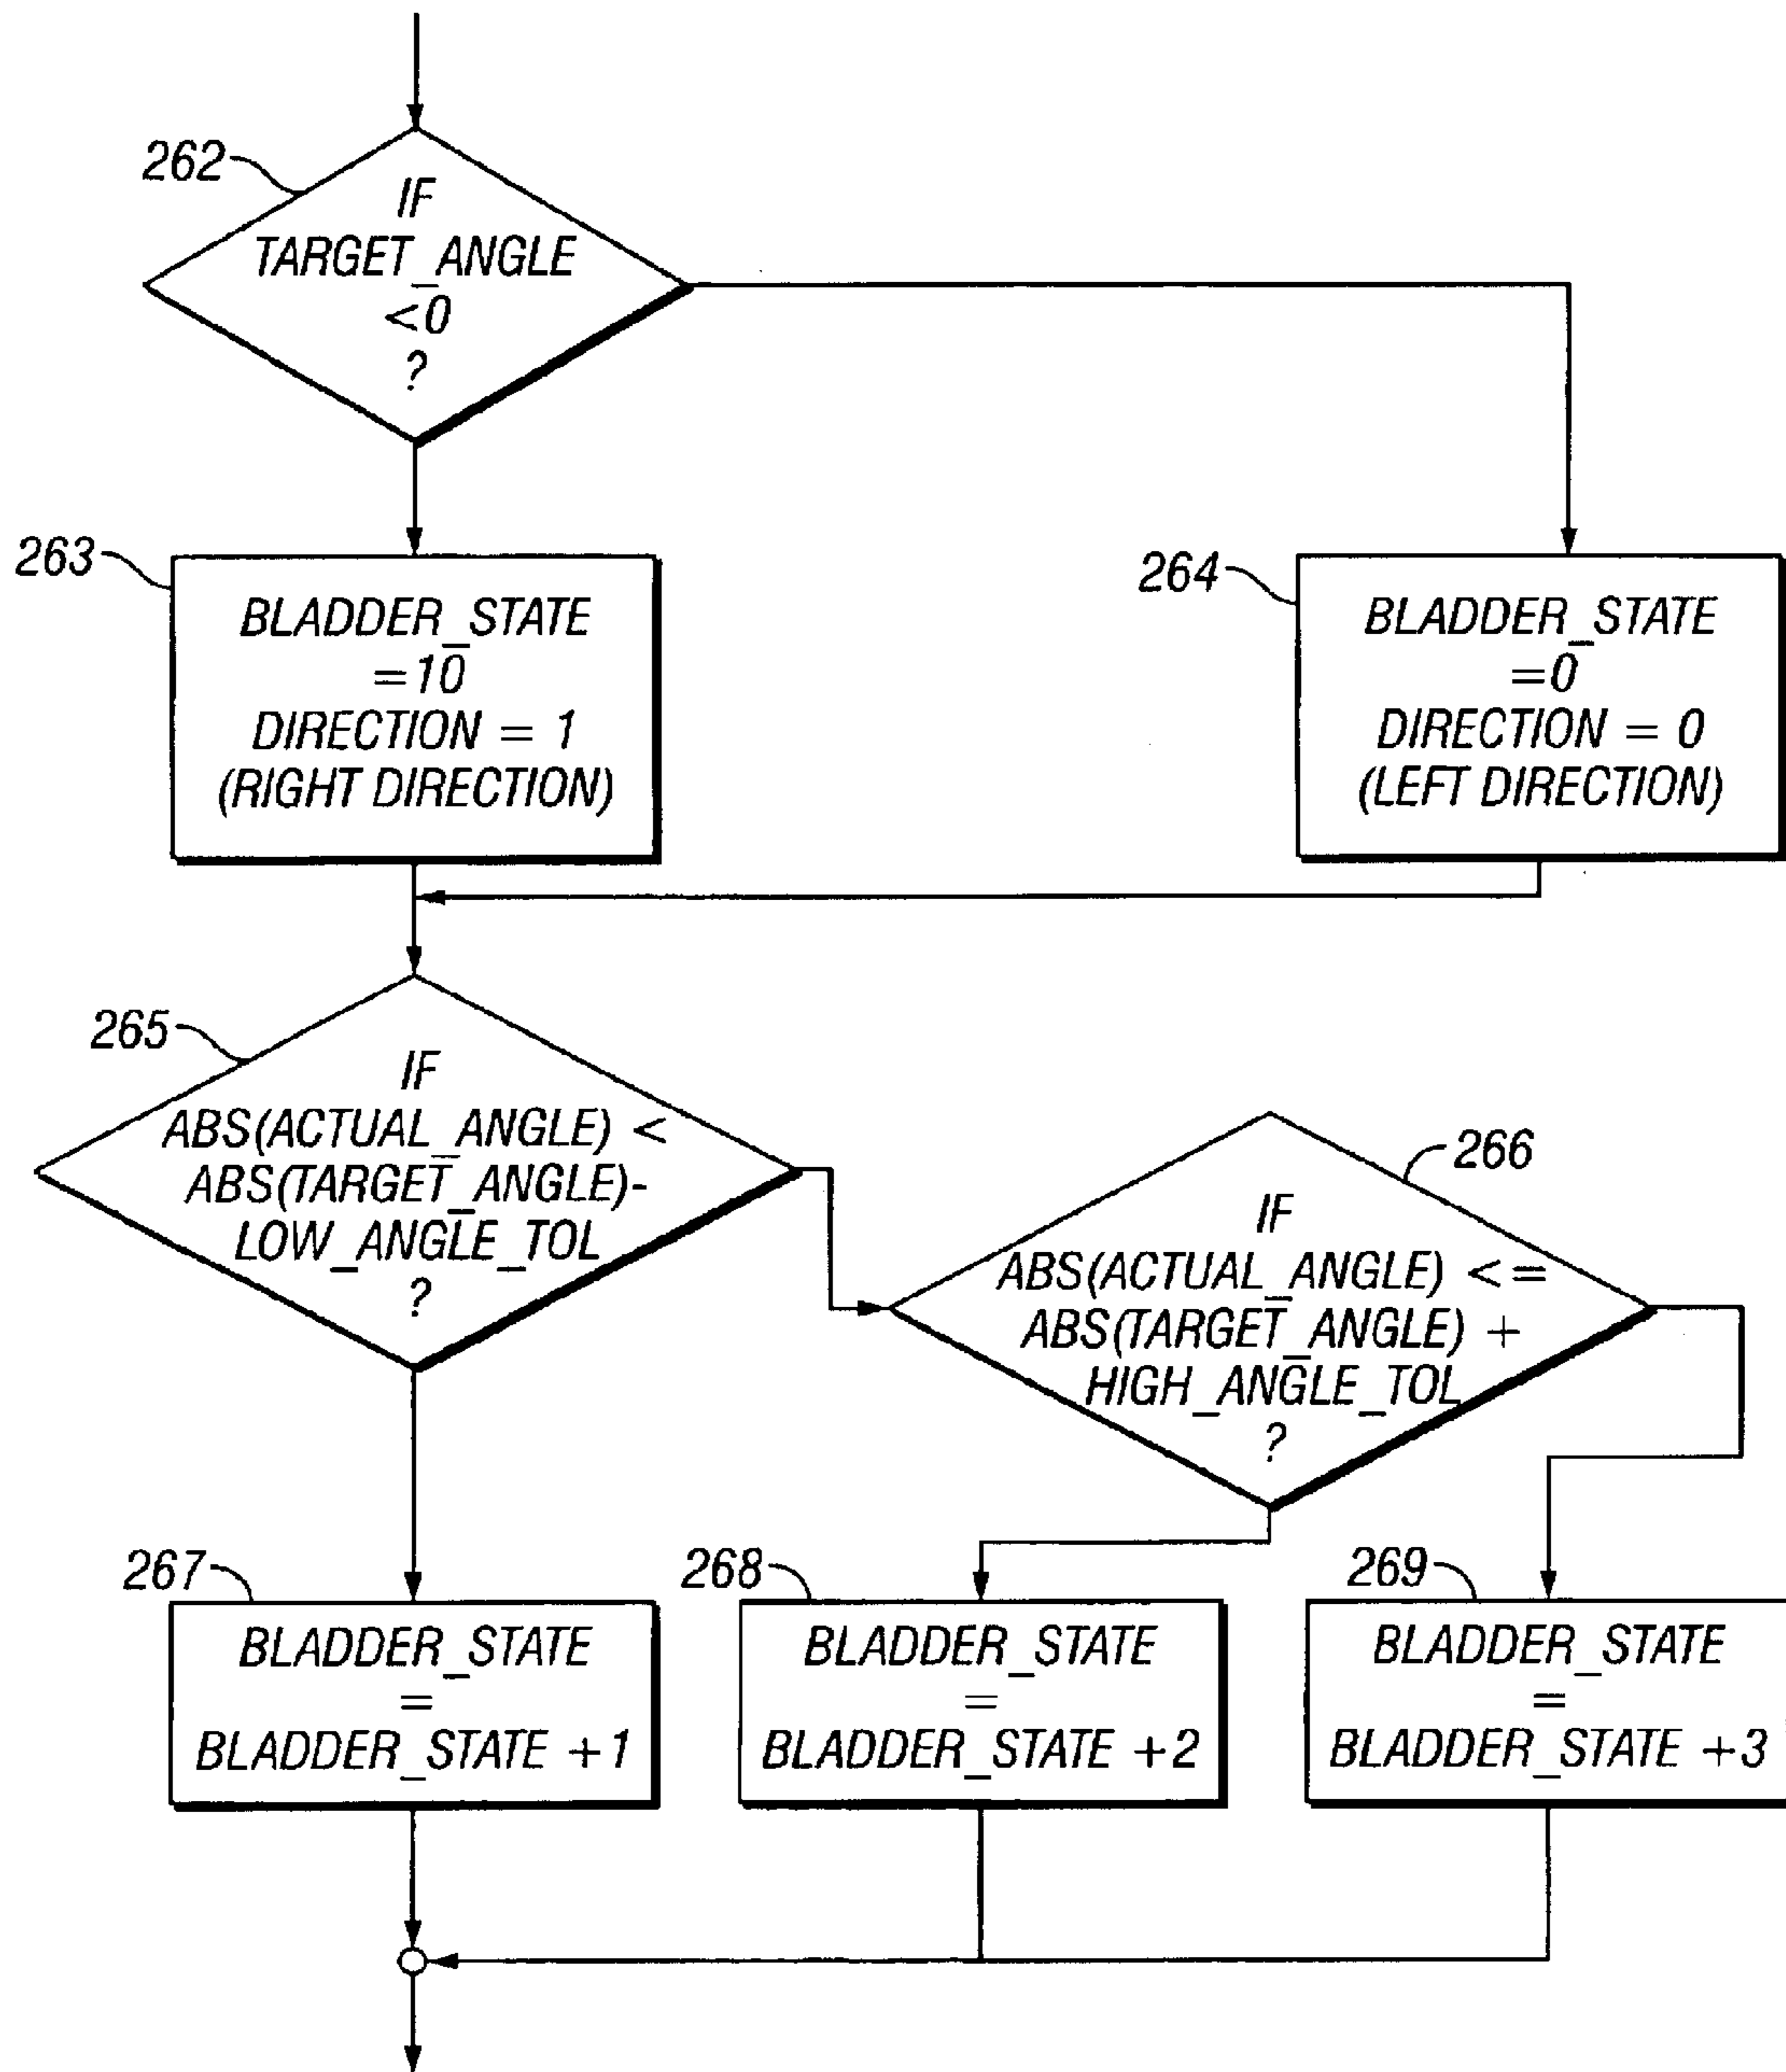 262
IF
TARGET_ANGLE
<0
?
263
BLADDER_STATE
=10
DIRECTION = 1
(RIGHT DIRECTION)
264
BLADDER_STATE
=0
DIRECTION = 0
(LEFT DIRECTION)
265
IF
ABS(ACTUAL_ANGLE) <
ABS(TARGET_ANGLE)-
LOW_ANGLE_TOL
?
266
IF
ABS(ACTUAL_ANGLE) <=
ABS(TARGET_ANGLE) +
HIGH_ANGLE_TOL
?
267
BLADDER_STATE
=
BLADDER_STATE +1
268
BLADDER_STATE
=
BLADDER_STATE +2
269
BLADDER_STATE
=
BLADDER_STATE +3